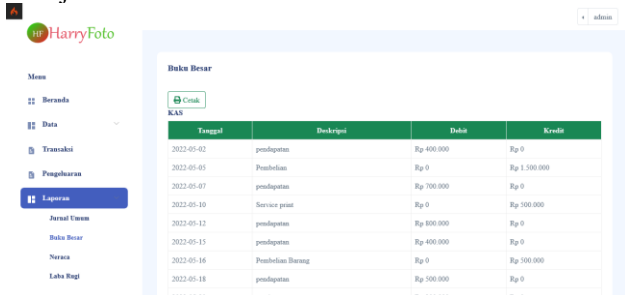 HF HarryFoto
admin
Menu
Beranda
Data
Transaksi
Pengeluaran
Laporan
Jurnal Umum
Buku Besar
Neraca
Laba Rugi
Buku Besar
Cetak
KAS
Tanggal Deskripsi Debit Kredit
2022-05-02 pendapatan Rp 400.000 Rp 0
2022-05-05 Pembelian Rp 0 Rp 1.500.000
2022-05-07 pendapatan Rp 700.000 Rp 0
2022-05-10 Service print Rp 0 Rp 500.000
2022-05-12 pendapatan Rp 800.000 Rp 0
2022-05-15 pendapatan Rp 400.000 Rp 0
2022-05-16 Pembelian Barang Rp 0 Rp 500.000
2022-05-18 pendapatan Rp 500.000 Rp 0